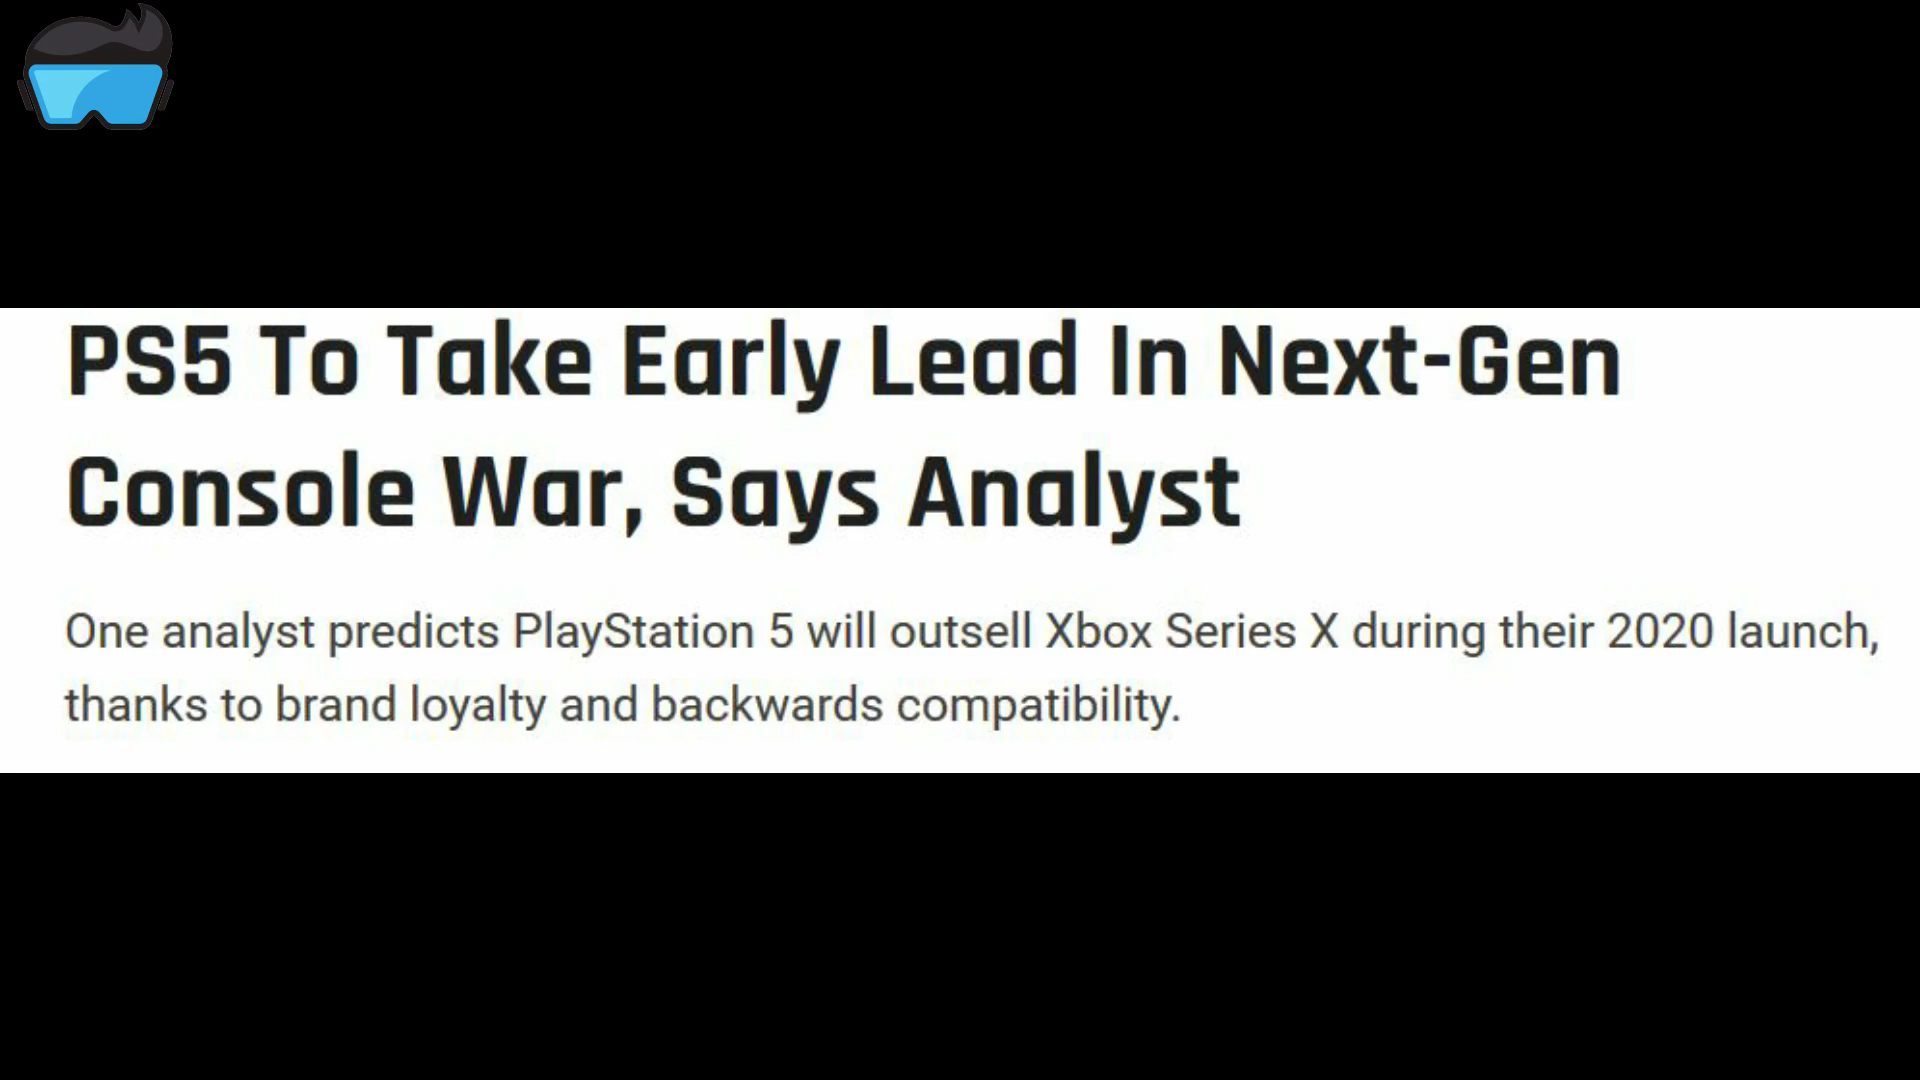 PS5 To Take Early Lead In Next-Gen
Console War, Says Analyst
One analyst predicts PlayStation 5 will outsell Xbox Series X during their 2020 launch,
thanks to brand loyalty and backwards compatibility.